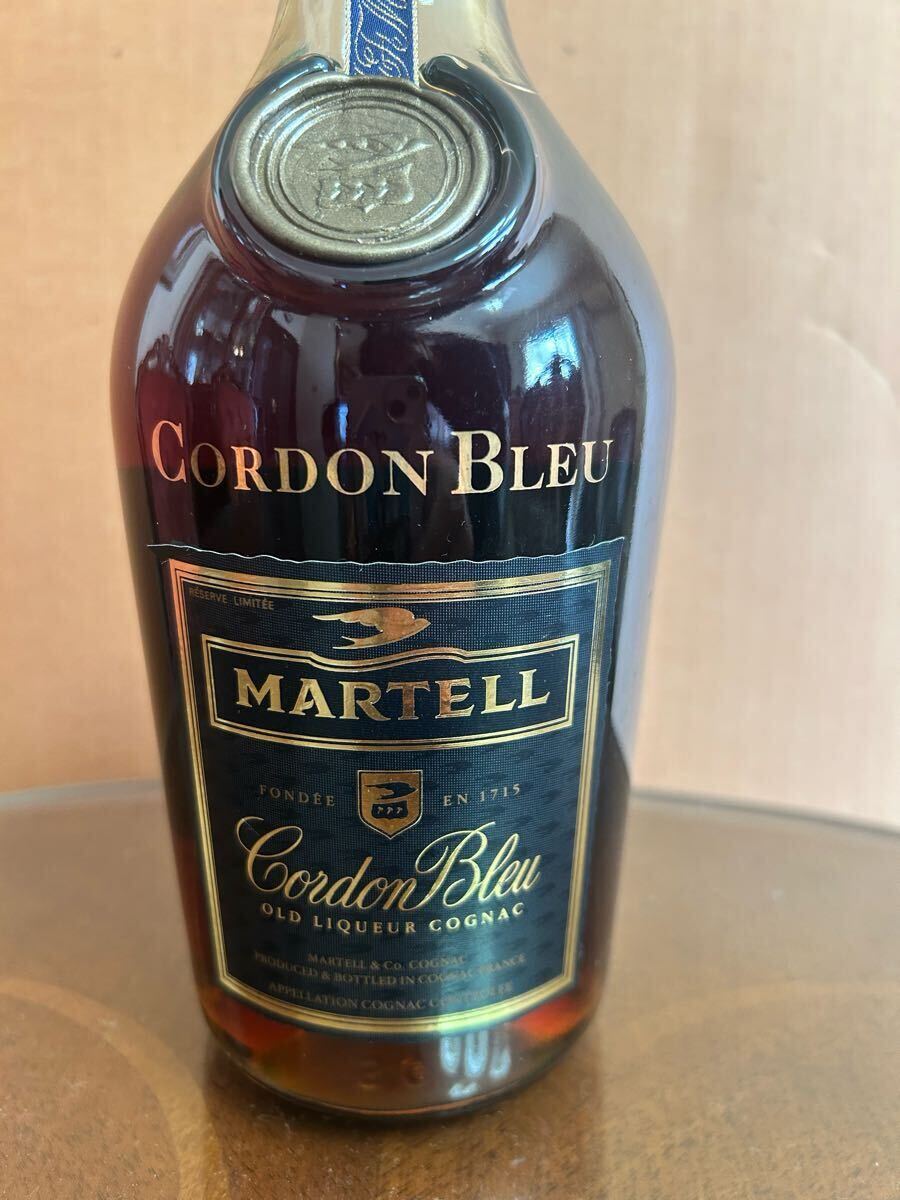 CORDON BLEU
RÉSERVE LIMITÉE
MARTELL
FONDÉE EN 1715
Cordon Bleu
OLD LIQUEUR COGNAC
MARTELL & Co. COGNAC
PRODUCED & BOTTLED IN COGNAC FRANCE
APPELLATION COGNAC CONTROLEE